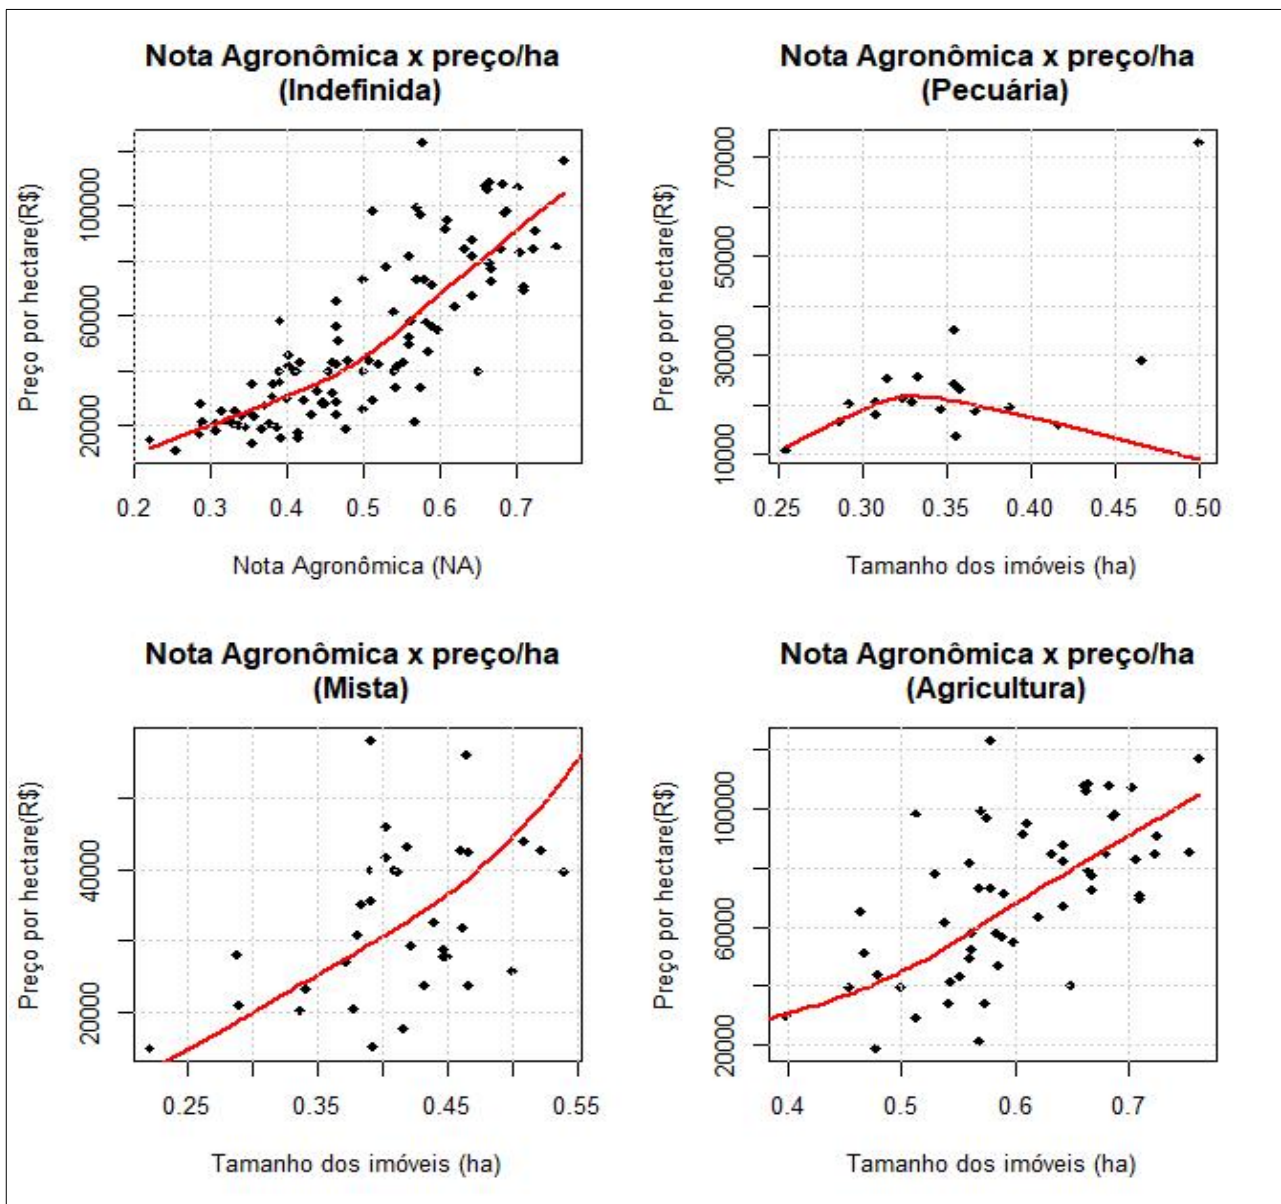 Nota Agronômica x preço/ha
(Indefinida)
Preço por hectare(R$)
100000
60000
20000
0.2 0.3 0.4 0.5 0.6 0.7
Nota Agronômica (NA)
Nota Agronômica x preço/ha
(Pecuária)
Preço por hectare(R$)
70000
50000
30000
10000
0.25 0.30 0.35 0.40 0.45 0.50
Tamanho dos imóveis (ha)
Nota Agronômica x preço/ha
(Mista)
Preço por hectare(R$)
40000
20000
0.25 0.35 0.45 0.55
Tamanho dos imóveis (ha)
Nota Agronômica x preço/ha
(Agricultura)
Preço por hectare(R$)
100000
60000
20000
0.4 0.5 0.6 0.7
Tamanho dos imóveis (ha)